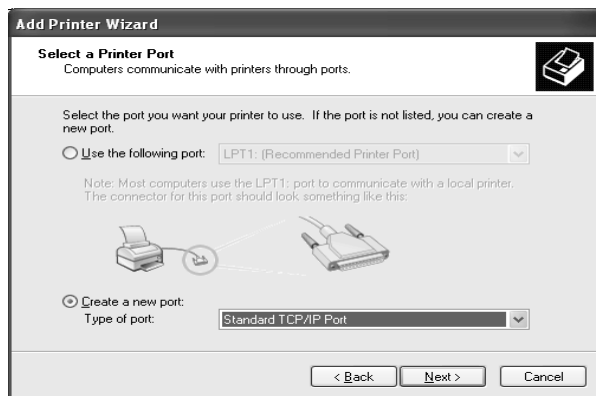 Add Printer Wizard
Select a Printer Port
Computers communicate with printers through ports.
Select the port you want your printer to use. If the port is not listed, you can create a
new port.
Use the following port:
LPT1: (Recommended Printer Port)
Note: Most computers use the LPT1: port to communicate with a local printer.
The connector for this port should look something like this:
Create a new port:
Type of port:
Standard TCP/IP Port
< Back
Next >
Cancel